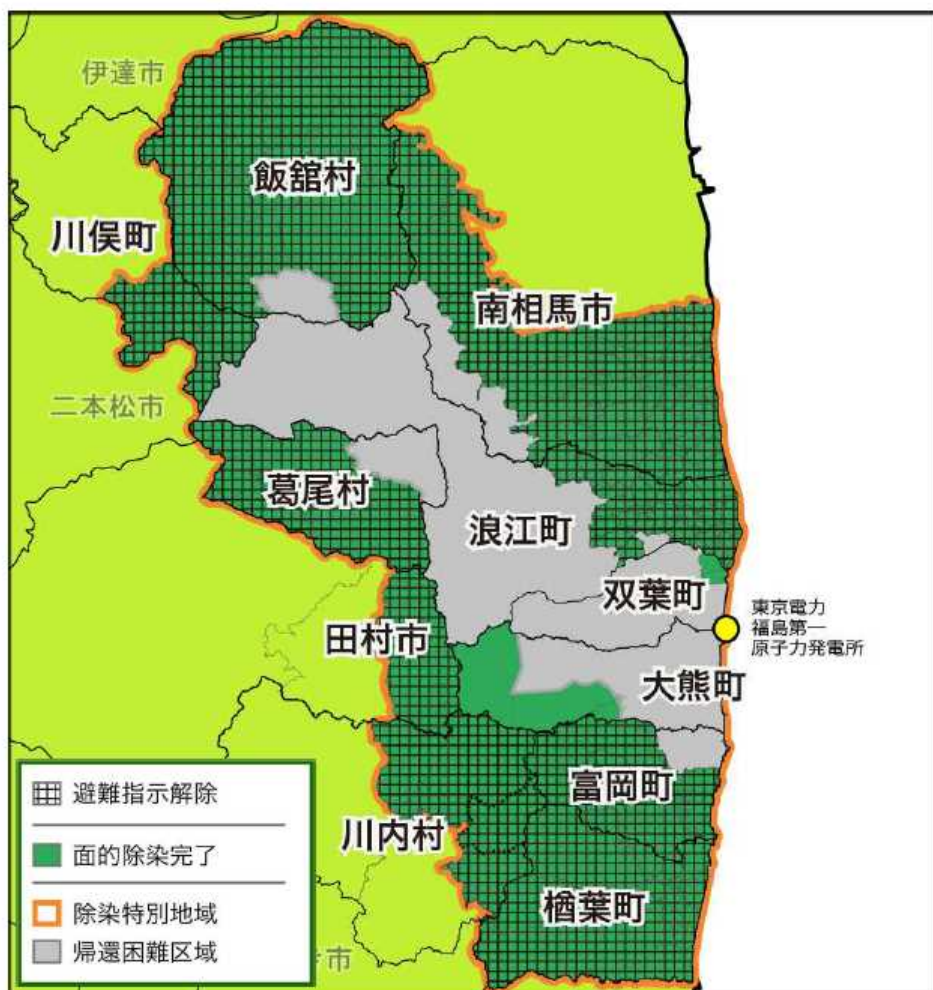 伊達市
飯舘村
川俣町
南相馬市
二本松市
葛尾村
浪江町
双葉町
東京電力
福島第一
原子力発電所
田村市
大熊町
富岡町
川内村
楢葉町
避難指示解除
面的除染完了
除染特別地域
帰還困難区域
市